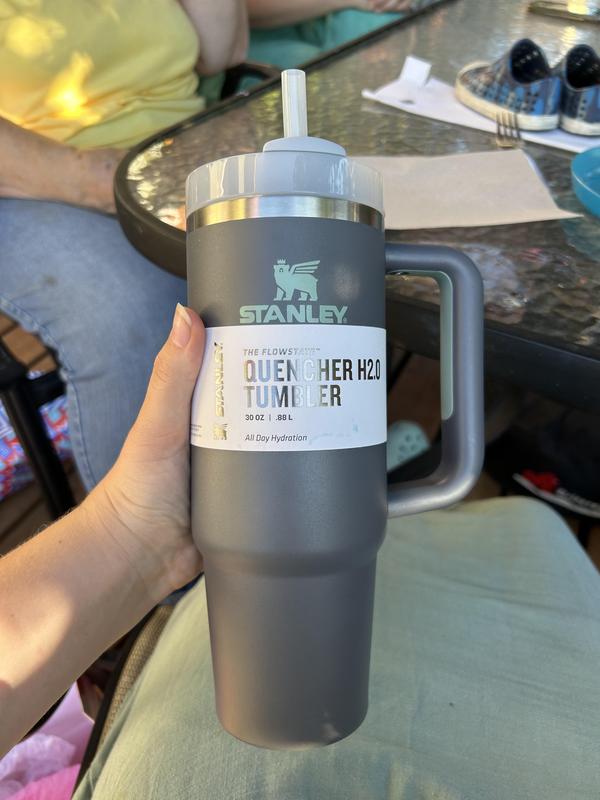 STANLEY
THE FLOWSTATE™
QUENCHER H2.0
TUMBLER
30 OZ | .88 L
All Day Hydration
STANLEY